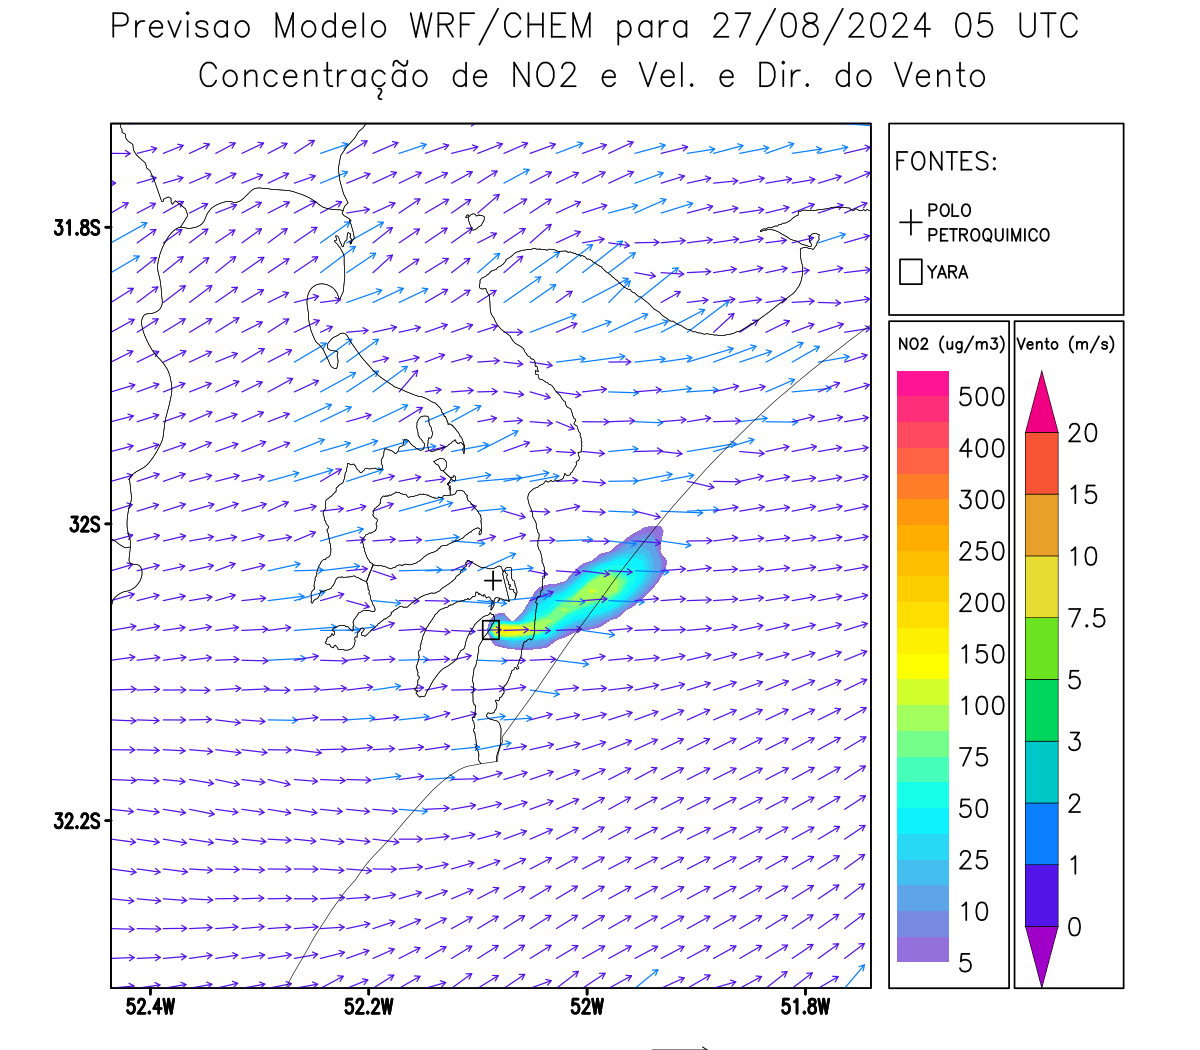 Previsao Modelo WRF/CHEM para 27/08/2024 05 UTC
Concentração de NO2 e Vel. e Dir. do Vento
FONTES:
POLO
PETROQUIMICO
YARA
NO2 (ug/m3)
500
400
300
250
200
150
100
75
50
25
10
5
Vento (m/s)
20
15
10
7.5
5
3
2
1
0
31.8S
32S
32.2S
52.4W
52.2W
52W
51.8W